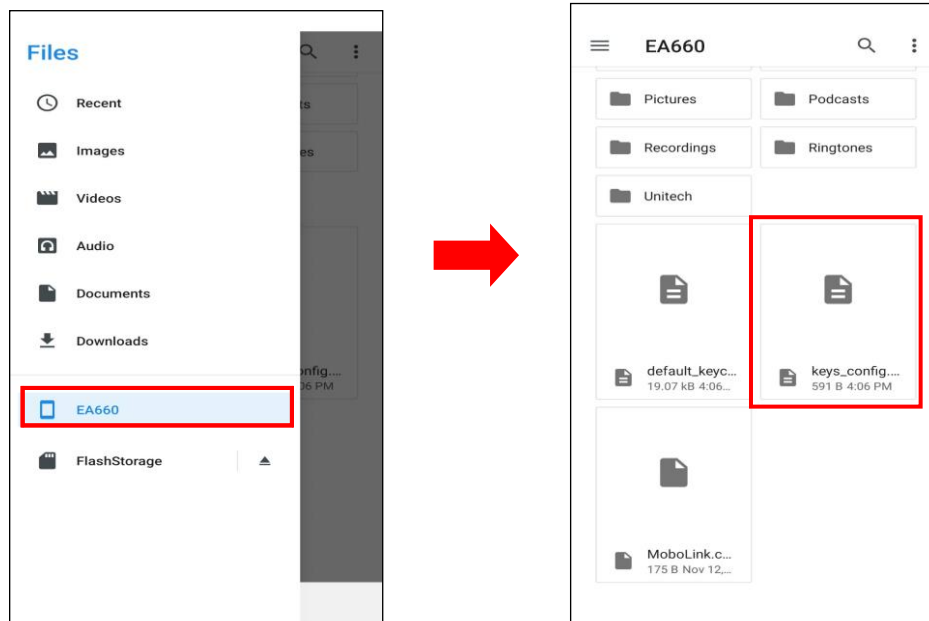 Files
Recent
ts
Images
es
Videos
Audio
Documents
Downloads
onfig....
06 PM
EA660
FlashStorage
EA660
Pictures
Podcasts
Recordings
Ringtones
Unitech
default_keyc...
19.07 kB 4:06...
keys_config....
591 B 4:06 PM
MoboLink.c...
175 B Nov 12,...